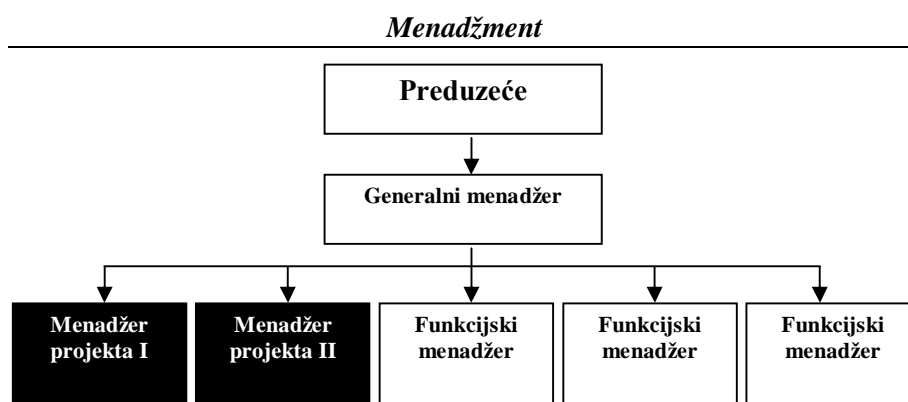 Menadžment
Preduzeće
Generalni menadžer
Menadžer
projekta I
Menadžer
projekta II
Funkcijski
menadžer
Funkcijski
menadžer
Funkcijski
menadžer